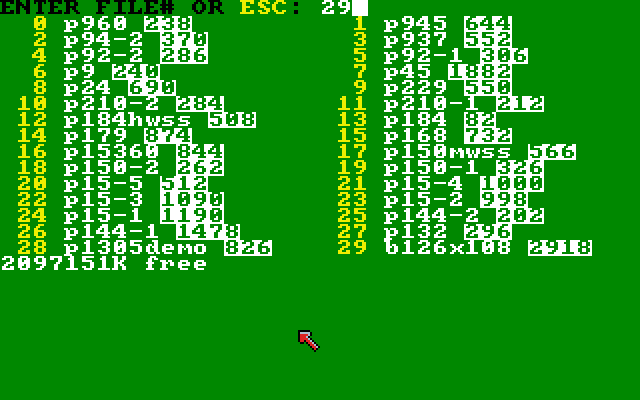 ENTER FILE# OR ESC: 29
0 p960 238 1 p945 644
2 p94-2 370 3 p937 552
4 p92-2 286 5 p92-1 306
6 p9 240 7 p45 1882
8 p24 690 9 p229 550
10 p210-2 284 11 p210-1 212
12 p184hwss 508 13 p184 82
14 p179 874 15 p168 732
16 p15360 844 17 p150mwss 566
18 p150-2 262 19 p150-1 326
20 p15-5 512 21 p15-4 1000
22 p15-3 1090 23 p15-2 998
24 p15-1 1190 25 p144-2 202
26 p144-1 1478 27 p132 296
28 p1305demo 826 29 b126x108 2918
2097151K free